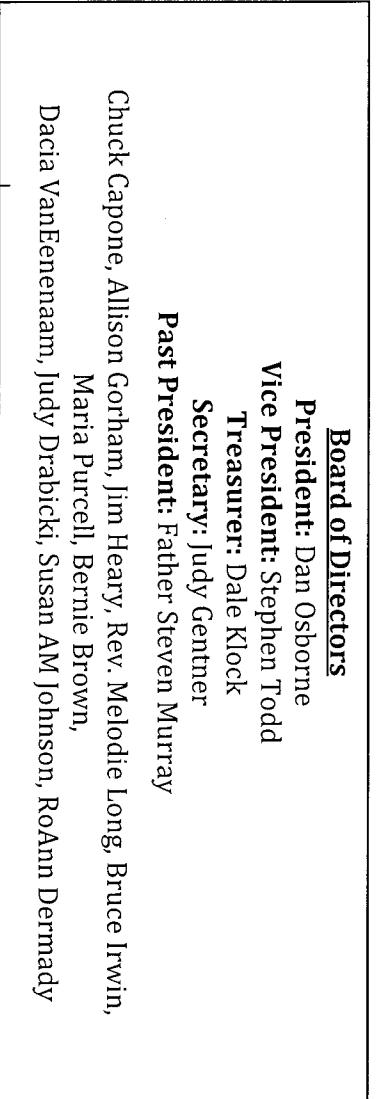 Board of Directors
President: Dan Osborne
Vice President: Stephen Todd
Treasurer: Dale Klock
Secretary: Judy Gentner
Past President: Father Steven Murray
Chuck Capone, Allison Gorham, Jim Heary, Rev. Melodie Long, Bruce Irwin,
Maria Purcell, Bernie Brown,
Dacia VanEenenaam, Judy Drabicki, Susan AM Johnson, RoAnn Dermady